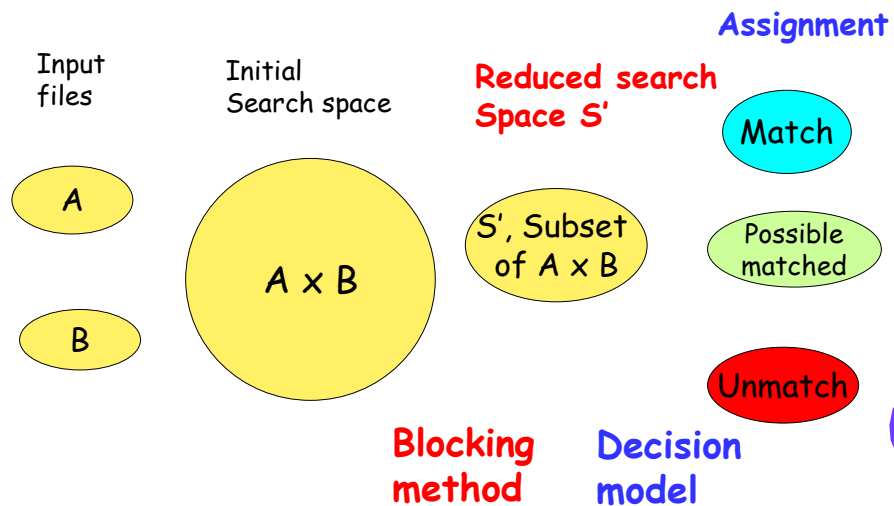 Assignment
Input
files
Initial
Search space
Reduced search
Space S'
Match
A
S', Subset
of A x B
Possible
matched
A x B
B
Unmatch
Blocking
method
Decision
model